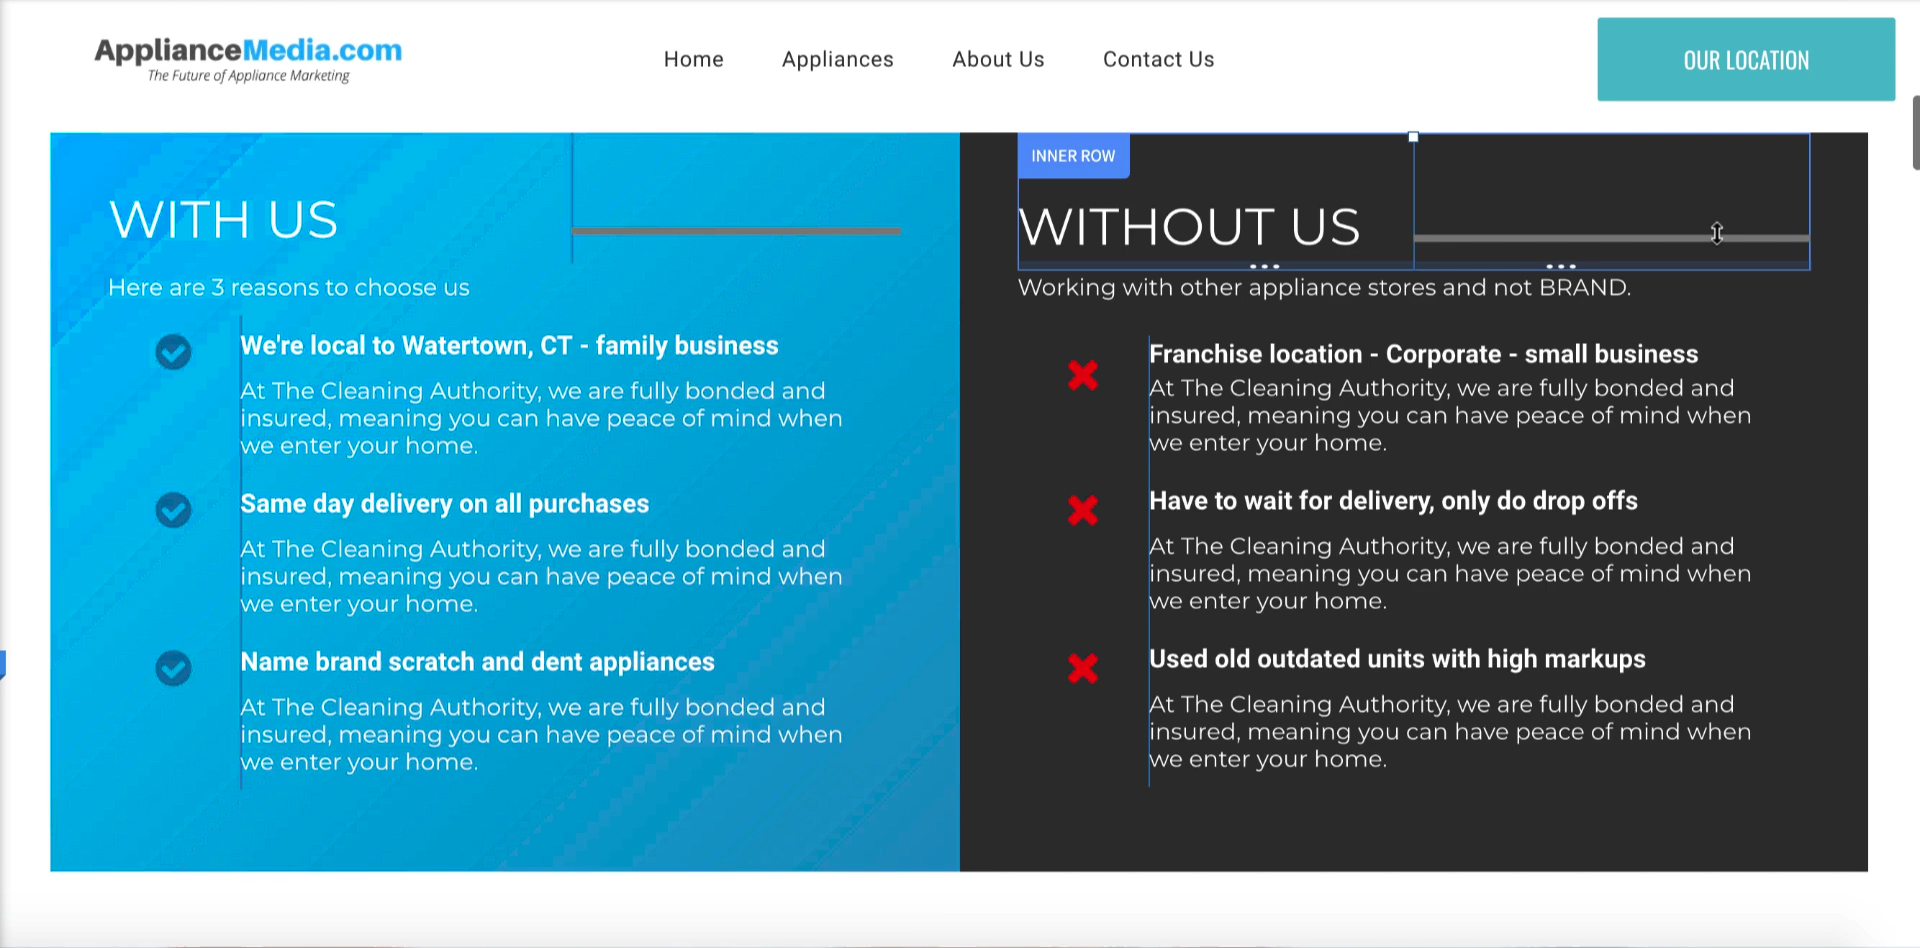 ApplianceMedia.com
The Future of Appliance Marketing
Home
Appliances
About Us
Contact Us
OUR LOCATION
WITH US
Here are 3 reasons to choose us
We're local to Watertown, CT - family business
At The Cleaning Authority, we are fully bonded and
insured, meaning you can have peace of mind when
we enter your home.
Same day delivery on all purchases
At The Cleaning Authority, we are fully bonded and
insured, meaning you can have peace of mind when
we enter your home.
Name brand scratch and dent appliances
At The Cleaning Authority, we are fully bonded and
insured, meaning you can have peace of mind when
we enter your home.
INNER ROW
WITHOUT US
Working with other appliance stores and not BRAND.
Franchise location - Corporate - small business
At The Cleaning Authority, we are fully bonded and
insured, meaning you can have peace of mind when
we enter your home.
Have to wait for delivery, only do drop offs
At The Cleaning Authority, we are fully bonded and
insured, meaning you can have peace of mind when
we enter your home.
Used old outdated units with high markups
At The Cleaning Authority, we are fully bonded and
insured, meaning you can have peace of mind when
we enter your home.